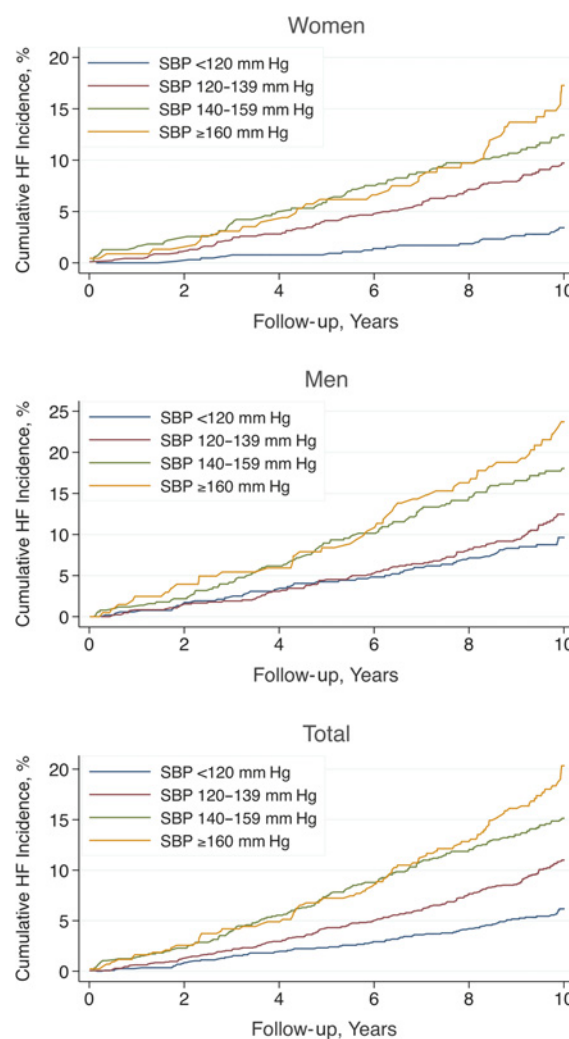 Women
Cumulative HF Incidence, %
20
15
10
5
0
SBP <120 mm Hg
SBP 120–139 mm Hg
SBP 140–159 mm Hg
SBP ≥160 mm Hg
0 2 4 6 8 10
Follow-up, Years
Men
Cumulative HF Incidence, %
25
20
15
10
5
0
SBP <120 mm Hg
SBP 120–139 mm Hg
SBP 140–159 mm Hg
SBP ≥160 mm Hg
0 2 4 6 8 10
Follow-up, Years
Total
Cumulative HF Incidence, %
20
15
10
5
0
SBP <120 mm Hg
SBP 120–139 mm Hg
SBP 140–159 mm Hg
SBP ≥160 mm Hg
0 2 4 6 8 10
Follow-up, Years